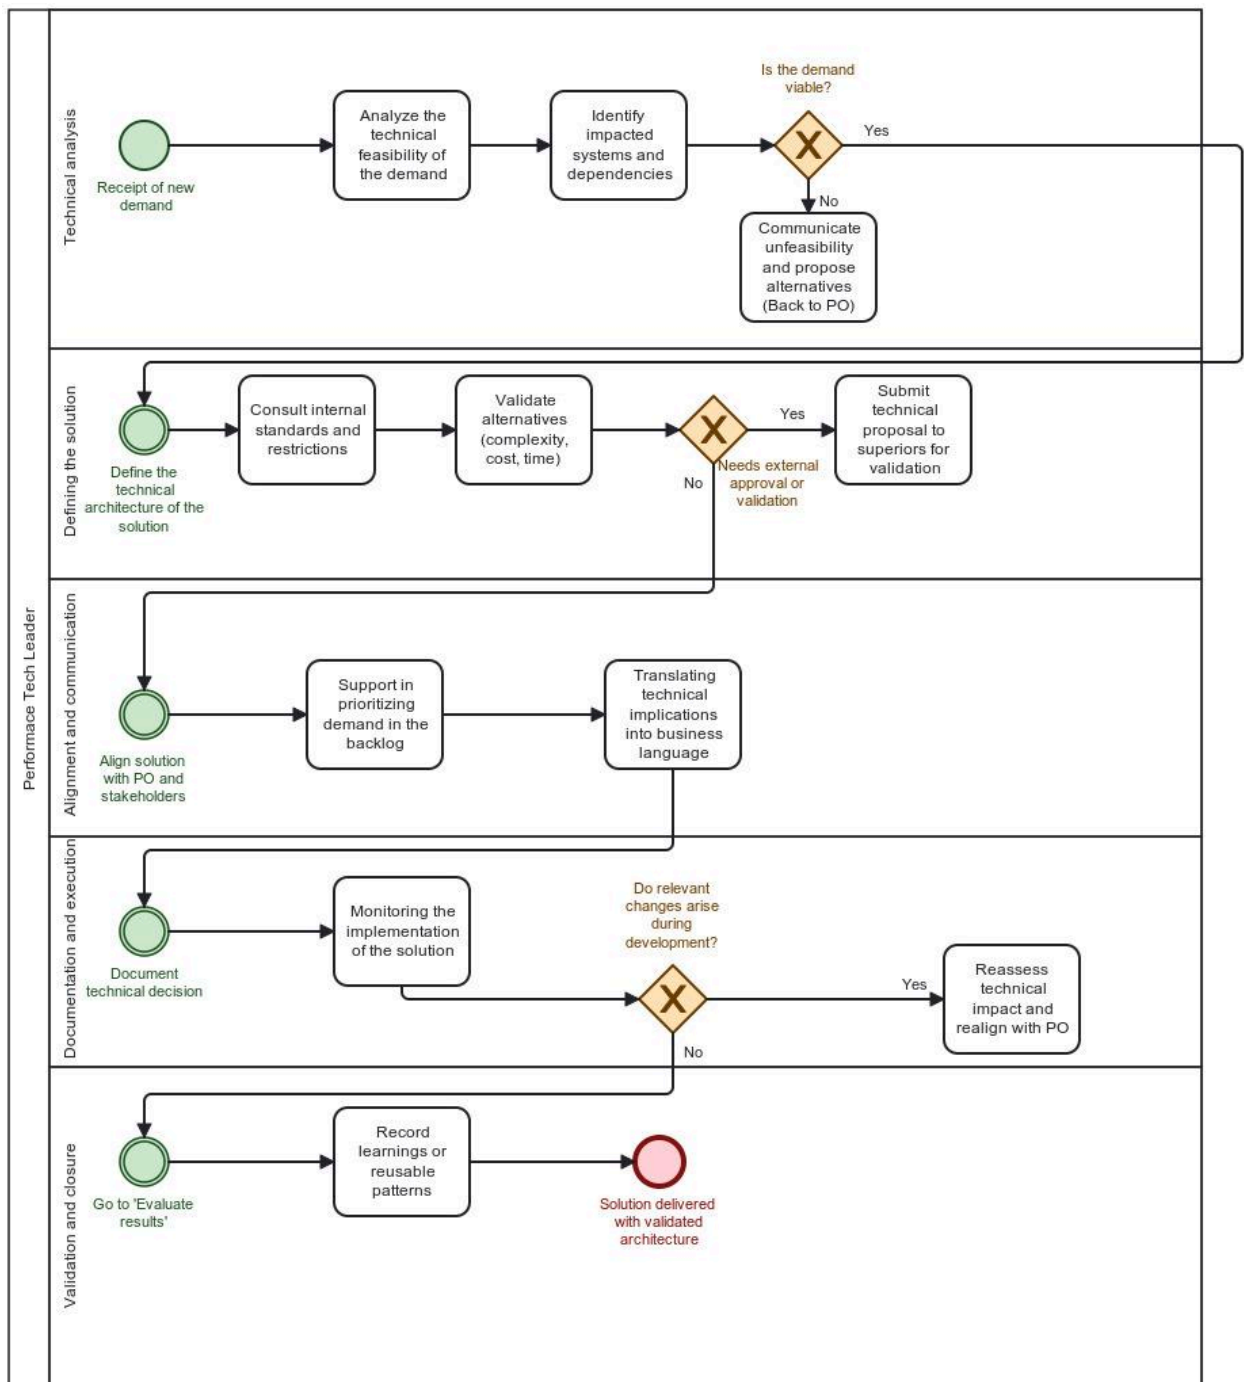 Performace Tech Leader
Technical analysis
Receipt of new
demand
Analyze the
technical
feasibility of
the demand
Identify
impacted
systems and
dependencies
Is the demand
viable?
X
Yes
No
Communicate
unfeasibility
and propose
alternatives
(Back to PO)
Defining the solution
Define the
technical
architecture of the
solution
Consult internal
standards and
restrictions
Validate
alternatives
(complexity,
cost, time)
X
Needs external
approval or
validation
Yes
No
Submit
technical
proposal to
superiors for
validation
Alignment and communication
Align solution
with PO and
stakeholders
Support in
prioritizing
demand in the
backlog
Translating
technical
implications
into business
language
Documentation and execution
Document
technical decision
Monitoring the
implementation
of the solution
Do relevant
changes arise
during
development?
X
Yes
No
Reassess
technical
impact and
realign with PO
Validation and closure
Go to 'Evaluate
results'
Record
learnings or
reusable
patterns
Solution delivered
with validated
architecture